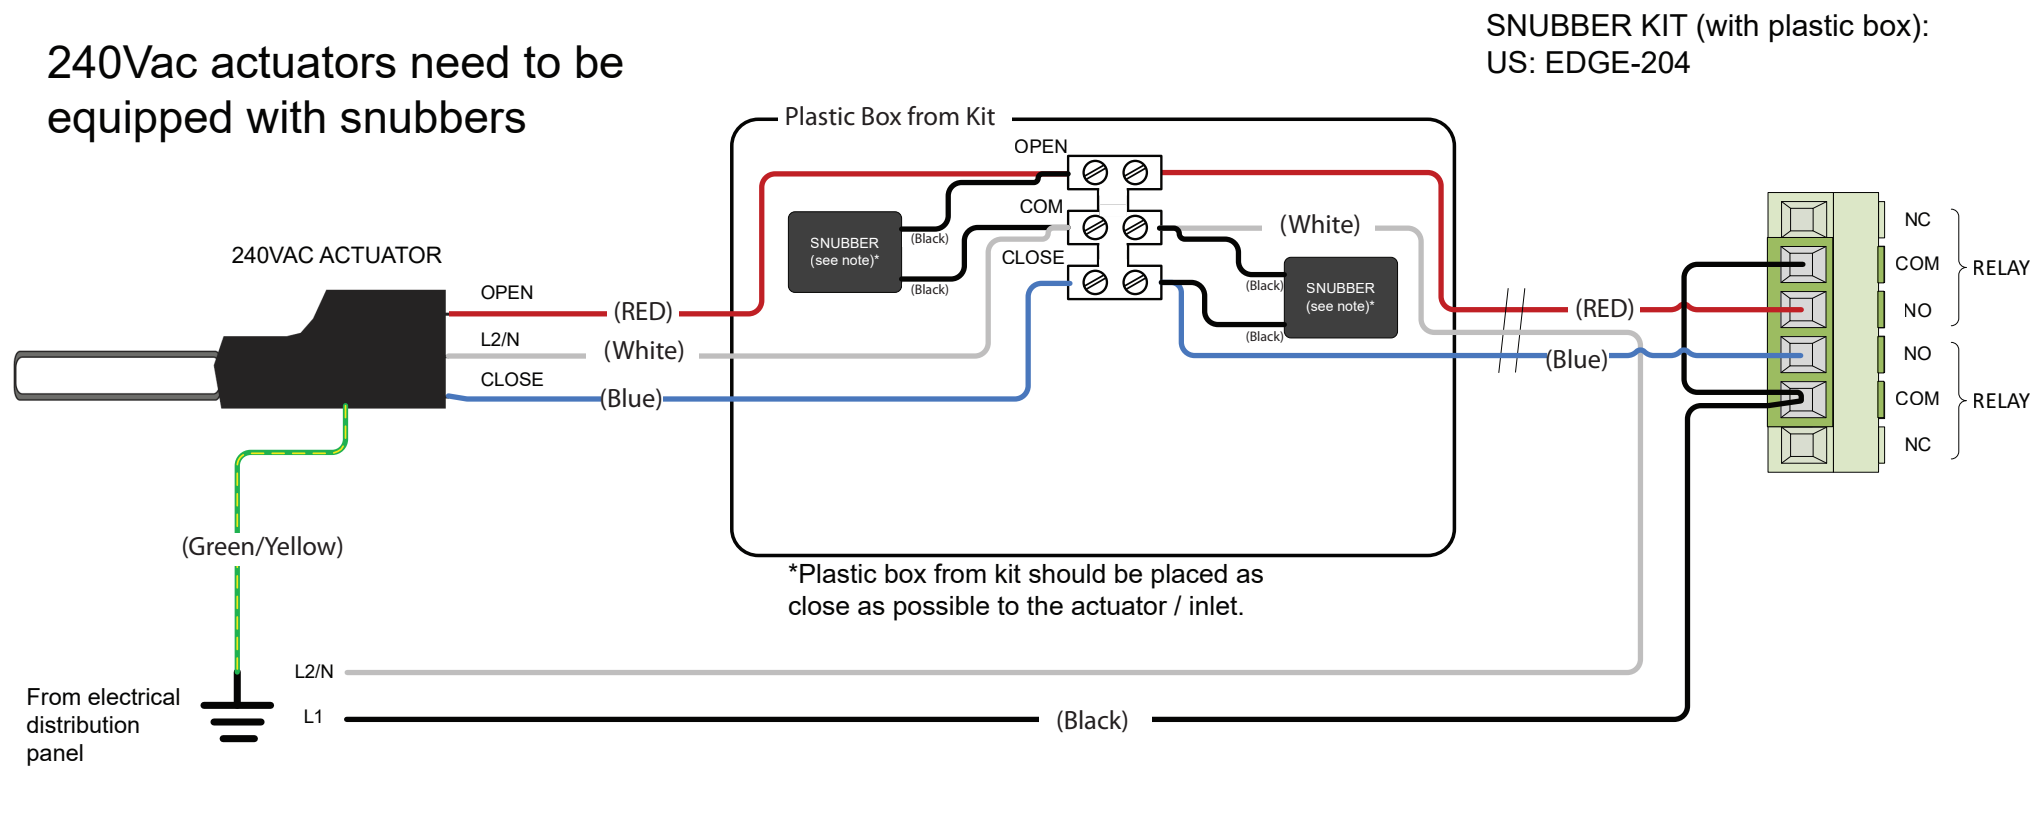 SNUBBER KIT (with plastic box):
US: EDGE-204
240Vac actuators need to be
equipped with snubbers
Plastic Box from Kit
OPEN
COM
CLOSE
SNUBBER
(see note)*
(Black)
(Black)
(White)
SNUBBER
(see note)*
(Black)
(Black)
240VAC ACTUATOR
OPEN
(RED)
L2/N
(White)
CLOSE
(Blue)
(RED)
(Blue)
NC
COM
NO
RELAY
NO
COM
NC
RELAY
(Green/Yellow)
*Plastic box from kit should be placed as
close as possible to the actuator / inlet.
From electrical
distribution
panel
L2/N
L1
(Black)